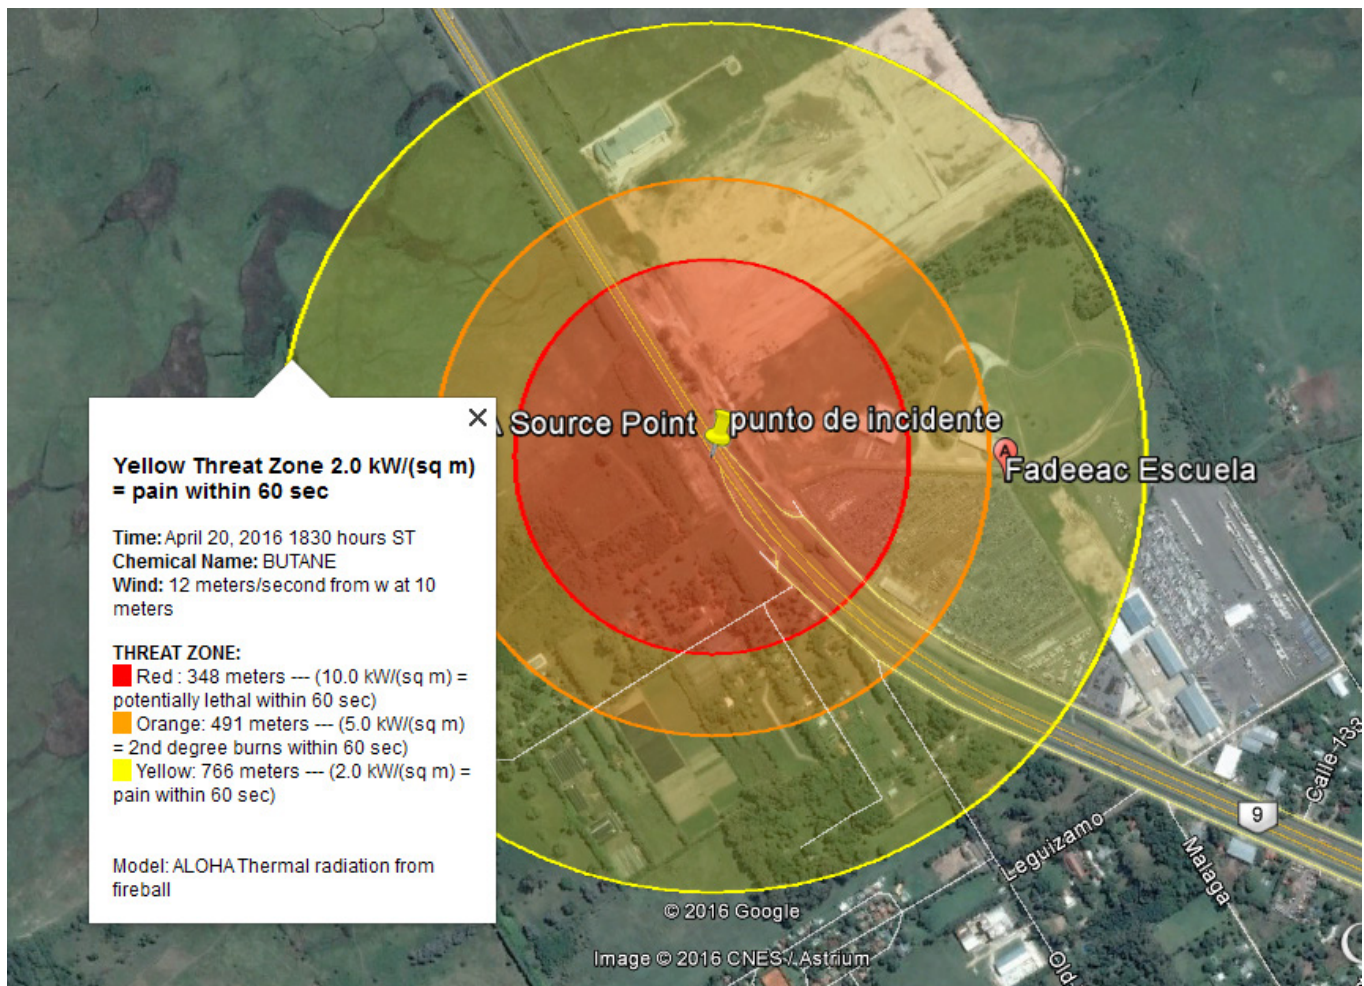 A Source Point
punto de incidente
A
Fadeeac Escuela
Yellow Threat Zone 2.0 kW/(sq m)
= pain within 60 sec
Time: April 20, 2016 1830 hours ST
Chemical Name: BUTANE
Wind: 12 meters/second from w at 10
meters
THREAT ZONE:
Red : 348 meters --- (10.0 kW/(sq m) =
potentially lethal within 60 sec)
Orange: 491 meters --- (5.0 kW/(sq m)
= 2nd degree burns within 60 sec)
Yellow: 766 meters --- (2.0 kW/(sq m) =
pain within 60 sec)
Model: ALOHA Thermal radiation from
fireball
Calle 133
9
Leguizamo
Malaga
Old
© 2016 Google
Image © 2016 CNES / Astrium